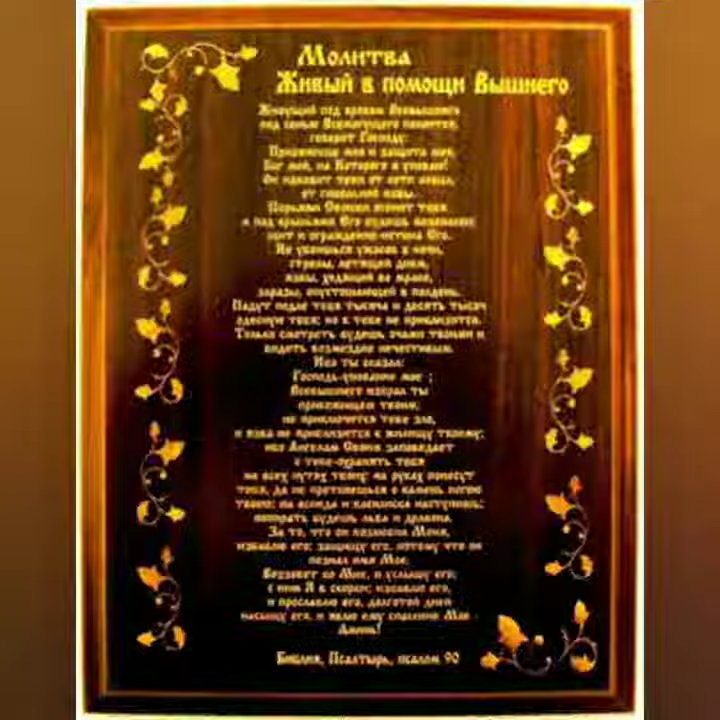 Молитва
Живый в помощи Вышнего
Живущий под кровом Всевышнего
под сенью Всемогущего покоится,
говорит Господу:
Прибежище мое и защита моя,
Бог мой, на Которого я уповаю!
Он избавит тебя от сети ловца,
от гибельной язвы.
Перьями Своими осенит тебя
и под крыльями Его будешь безопасен;
щит и ограждение-истина Его.
Не убоишься ужасов в ночи,
стрелы, летящей днем,
язвы, ходящей во мраке,
заразы, опустошающей в полдень.
Падут подле тебя тысяча и десять тысяч
одесную тебя; но к тебе не приблизится.
Только смотреть будешь очами твоими и
видеть возмездие нечестивым.
Ибо ты сказал:
Господь-упование мое ;
Всевышнего избрал ты
прибежищем твоим,
не приключится тебе зло,
и язва не приблизится к жилищу твоему;
ибо Ангелам Своим заповедает
о тебе-охранять тебя
на всех путях твоих; на руках понесут
тебя, да не преткнешься о камень ногою
твоею; на аспида и василиска наступишь;
попирать будешь льва и дракона.
За то, что он возлюбил Меня,
избавлю его; защищу его, потому что он
познал имя Мое.
Воззовет ко Мне, и услышу его;
с ним Я в скорби; избавлю его,
и прославлю его, долготой дней
насыщу его, и явлю ему спасение Мое.
Аминь!
Библия, Псалтырь, псалом 90